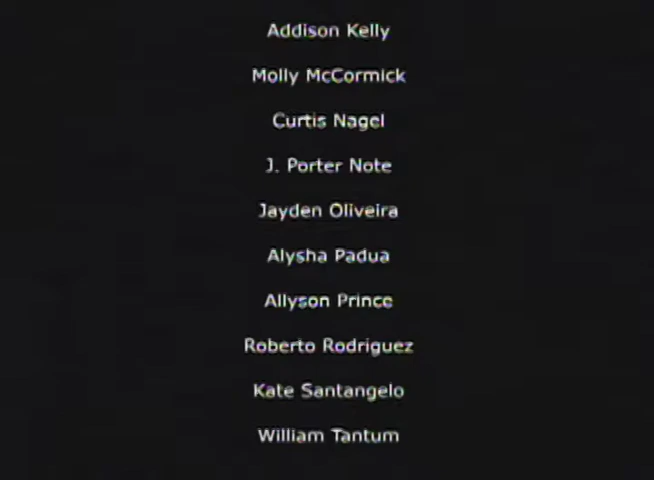 Addison Kelly
Molly McCormick
Curtis Nagel
J. Porter Note
Jayden Oliveira
Alysha Padua
Allyson Prince
Roberto Rodriguez
Kate Santangelo
William Tantum